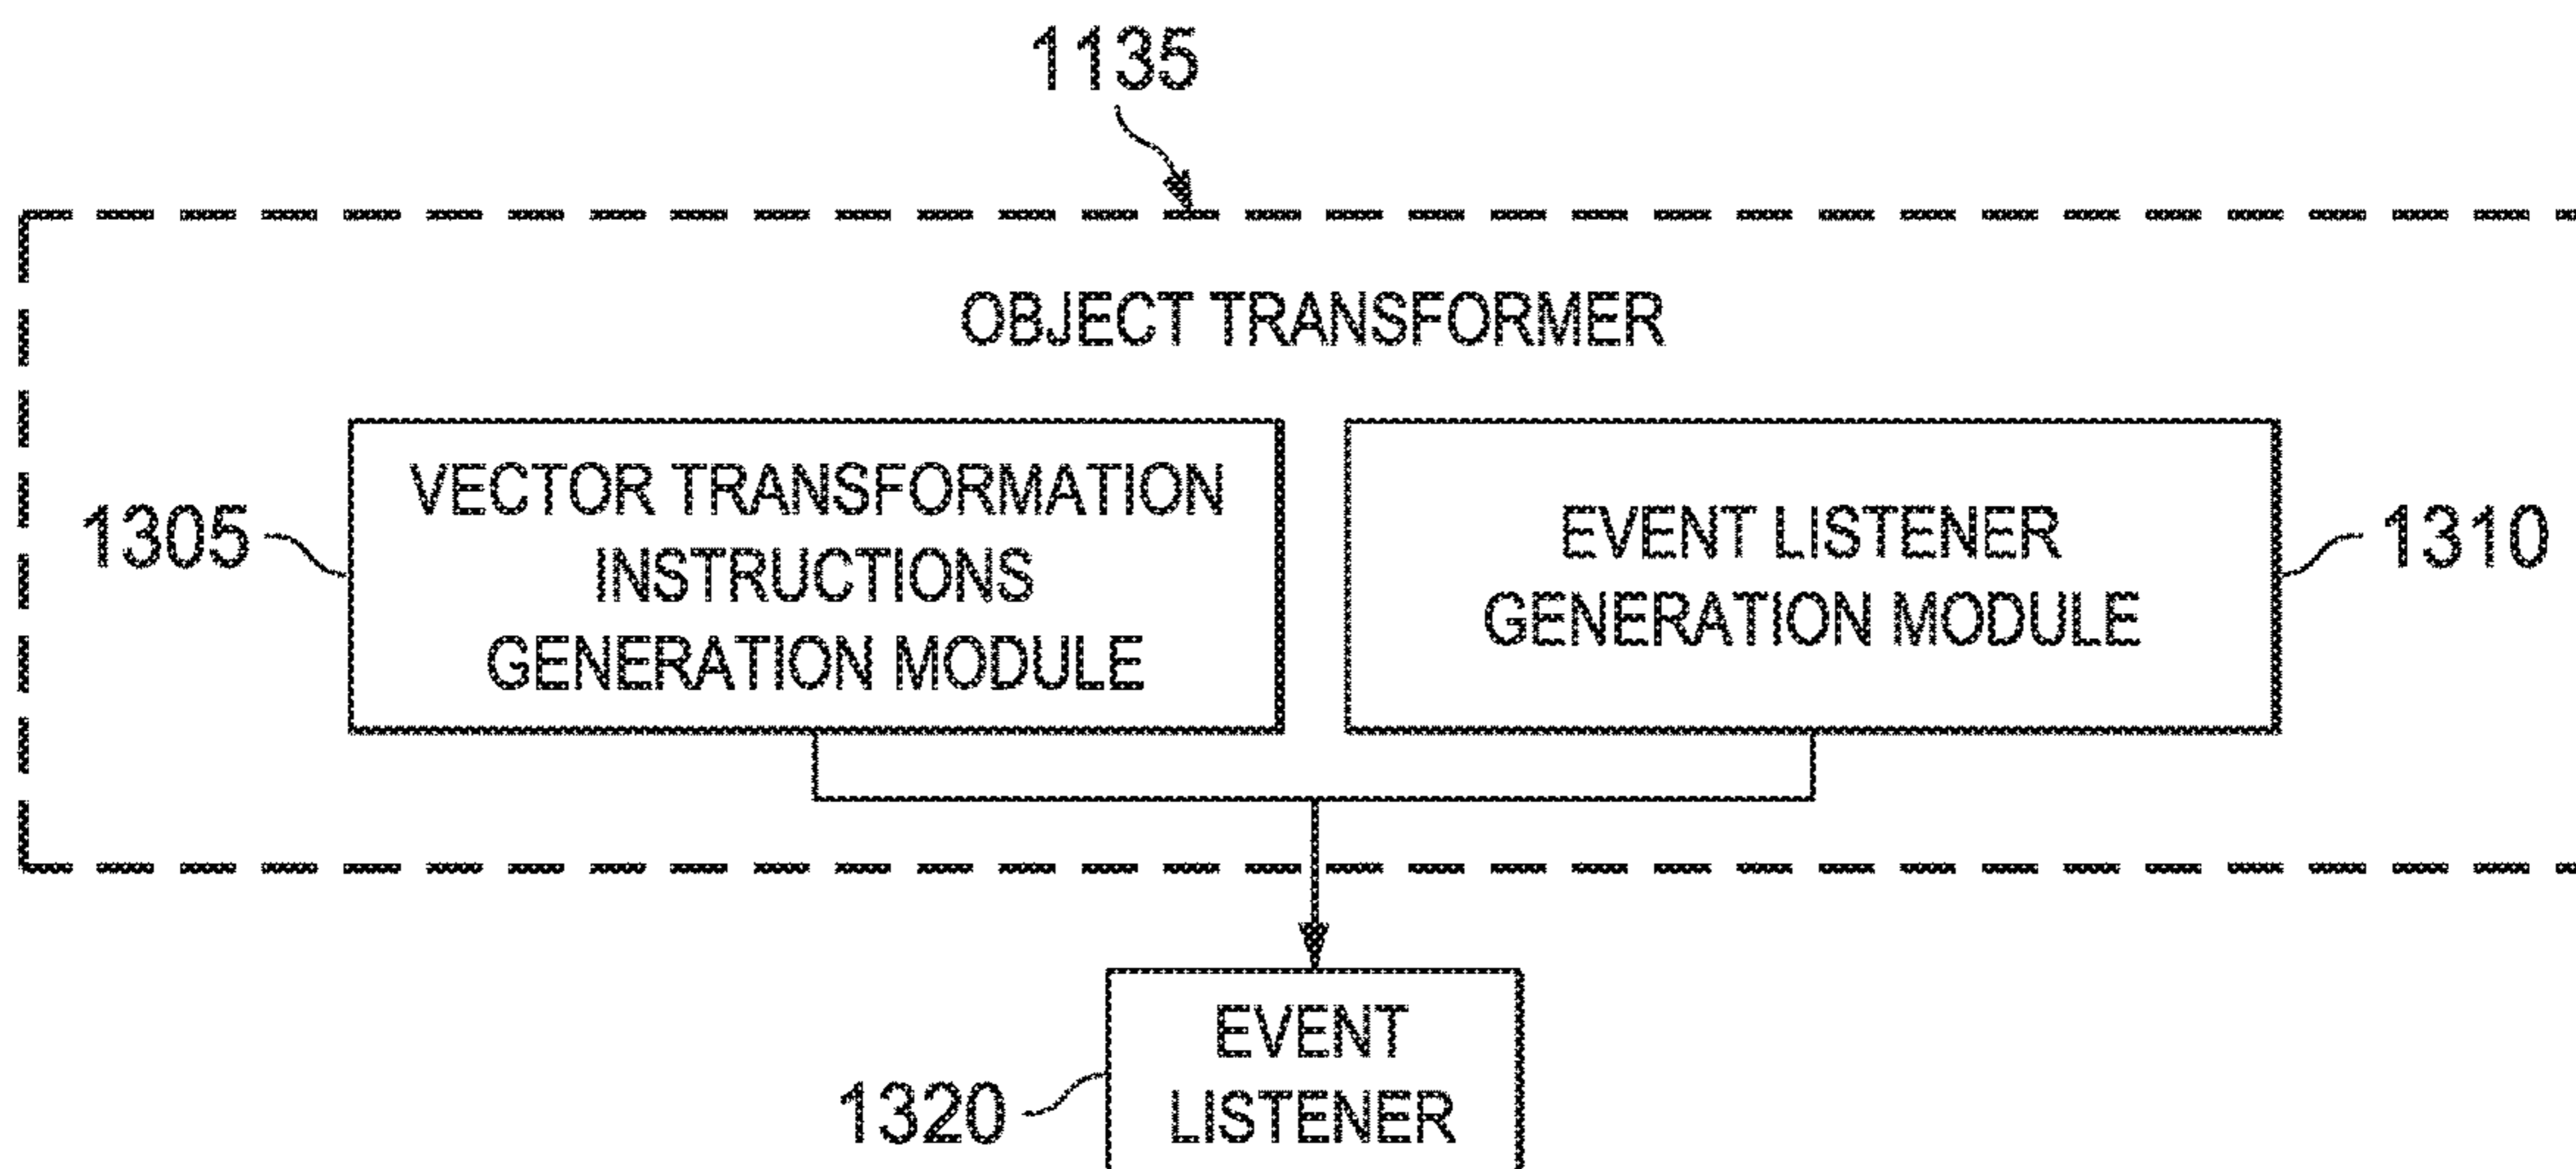 1135
OBJECT TRANSFORMER
1305
VECTOR TRANSFORMATION
INSTRUCTIONS
GENERATION MODULE
EVENT LISTENER
GENERATION MODULE
1310
EVENT
LISTENER
1320